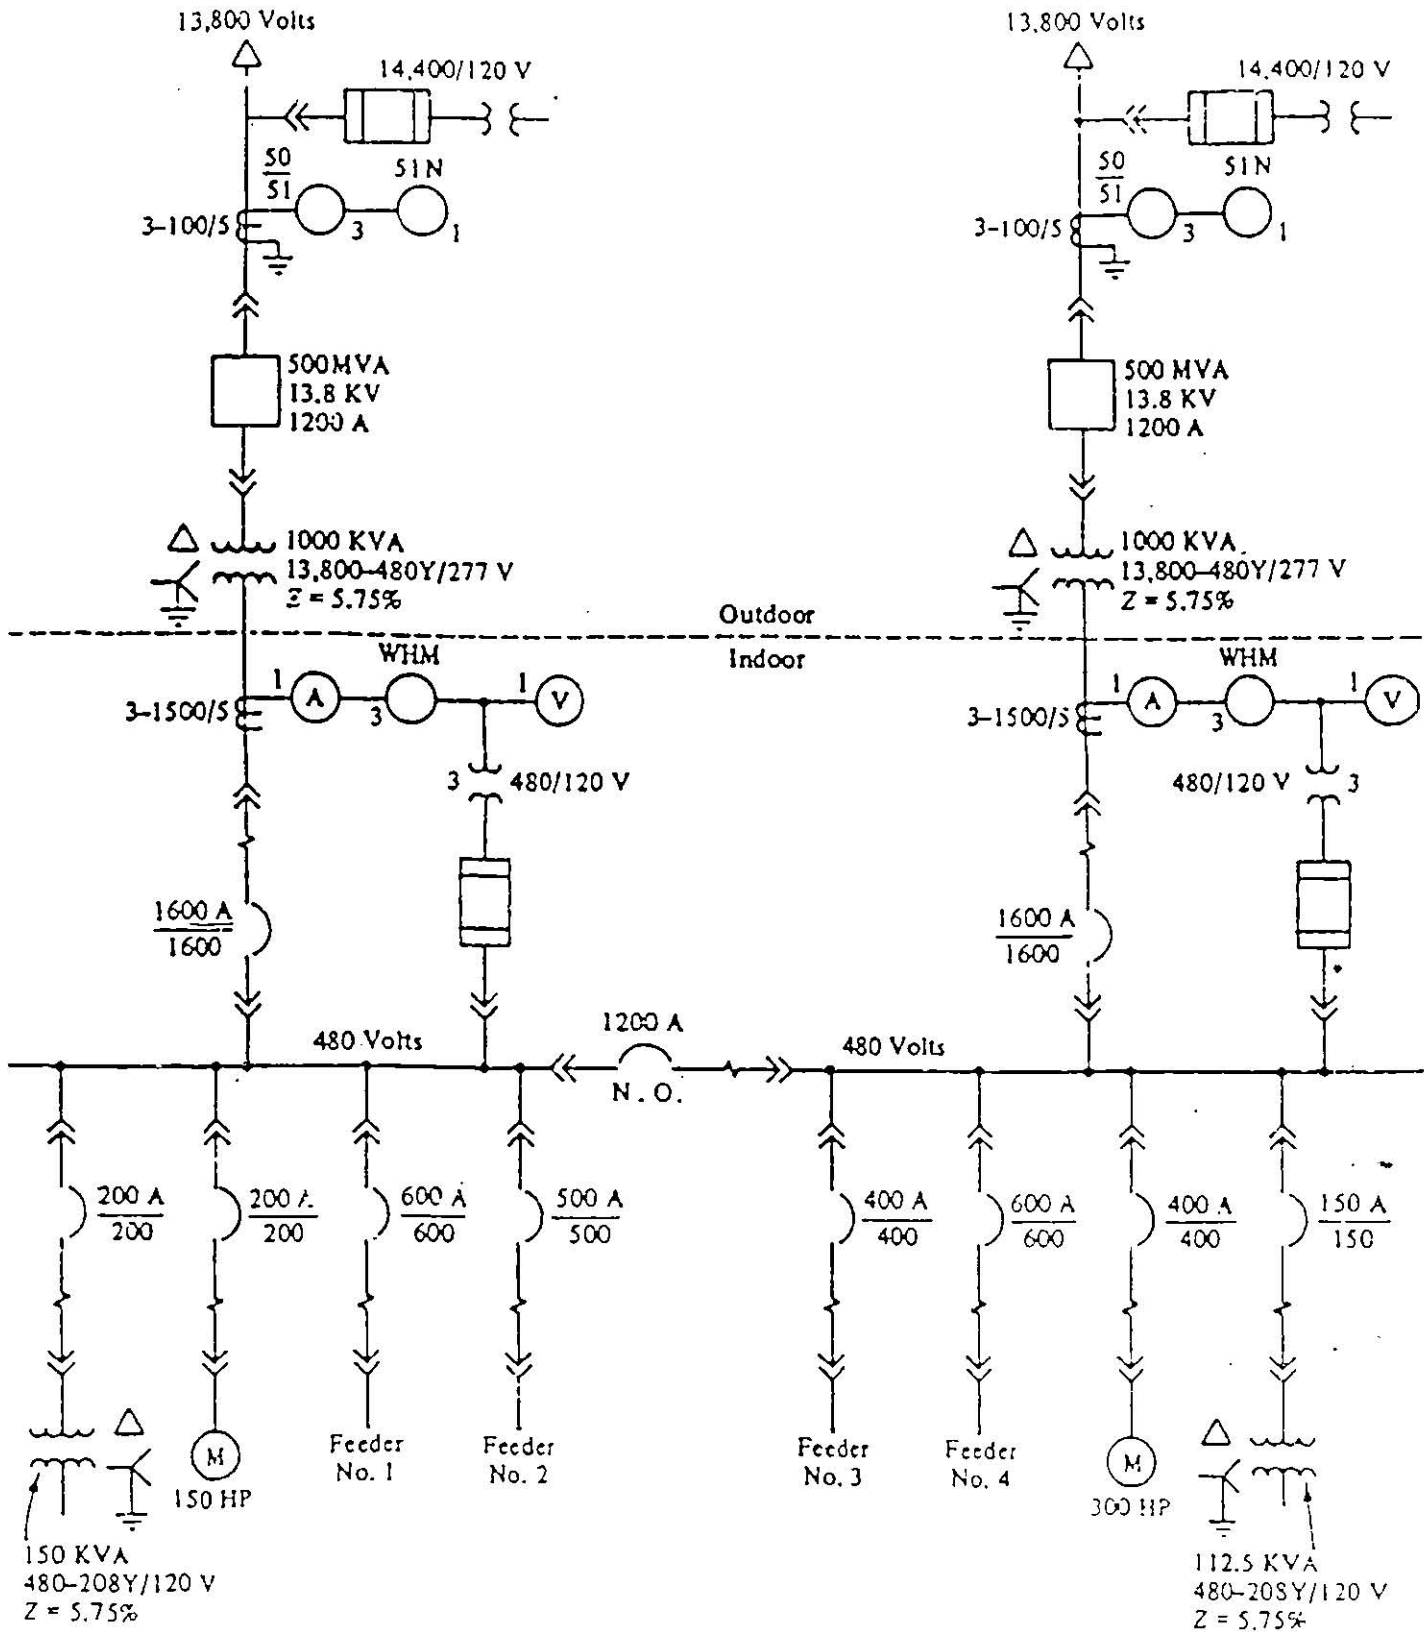 13,800 Volts
14,400/120 V
50
51
51N
3-100/5
3
1
500MVA
13.8 KV
1200 A
1000 KVA
13,800-480Y/277 V
Z = 5.75%
13,800 Volts
14,400/120 V
50
51
51N
3-100/5
3
1
500 MVA
13.8 KV
1200 A
1000 KVA
13,800-480Y/277 V
Z = 5.75%
Outdoor
Indoor
WHM
1
A
3
1
V
3-1500/5
3
480/120 V
1600 A
1600
WHM
1
A
3
1
V
3-1500/5
480/120 V
3
1600 A
1600
480 Volts
1200 A
N. O.
480 Volts
200 A
200
200 A
200
600 A
600
500 A
500
400 A
400
600 A
600
400 A
400
150 A
150
M
150 HP
Feeder
No. 1
Feeder
No. 2
Feeder
No. 3
Feeder
No. 4
M
300 HP
150 KVA
480-208Y/120 V
Z = 5.75%
112.5 KVA
480-208Y/120 V
Z = 5.75%